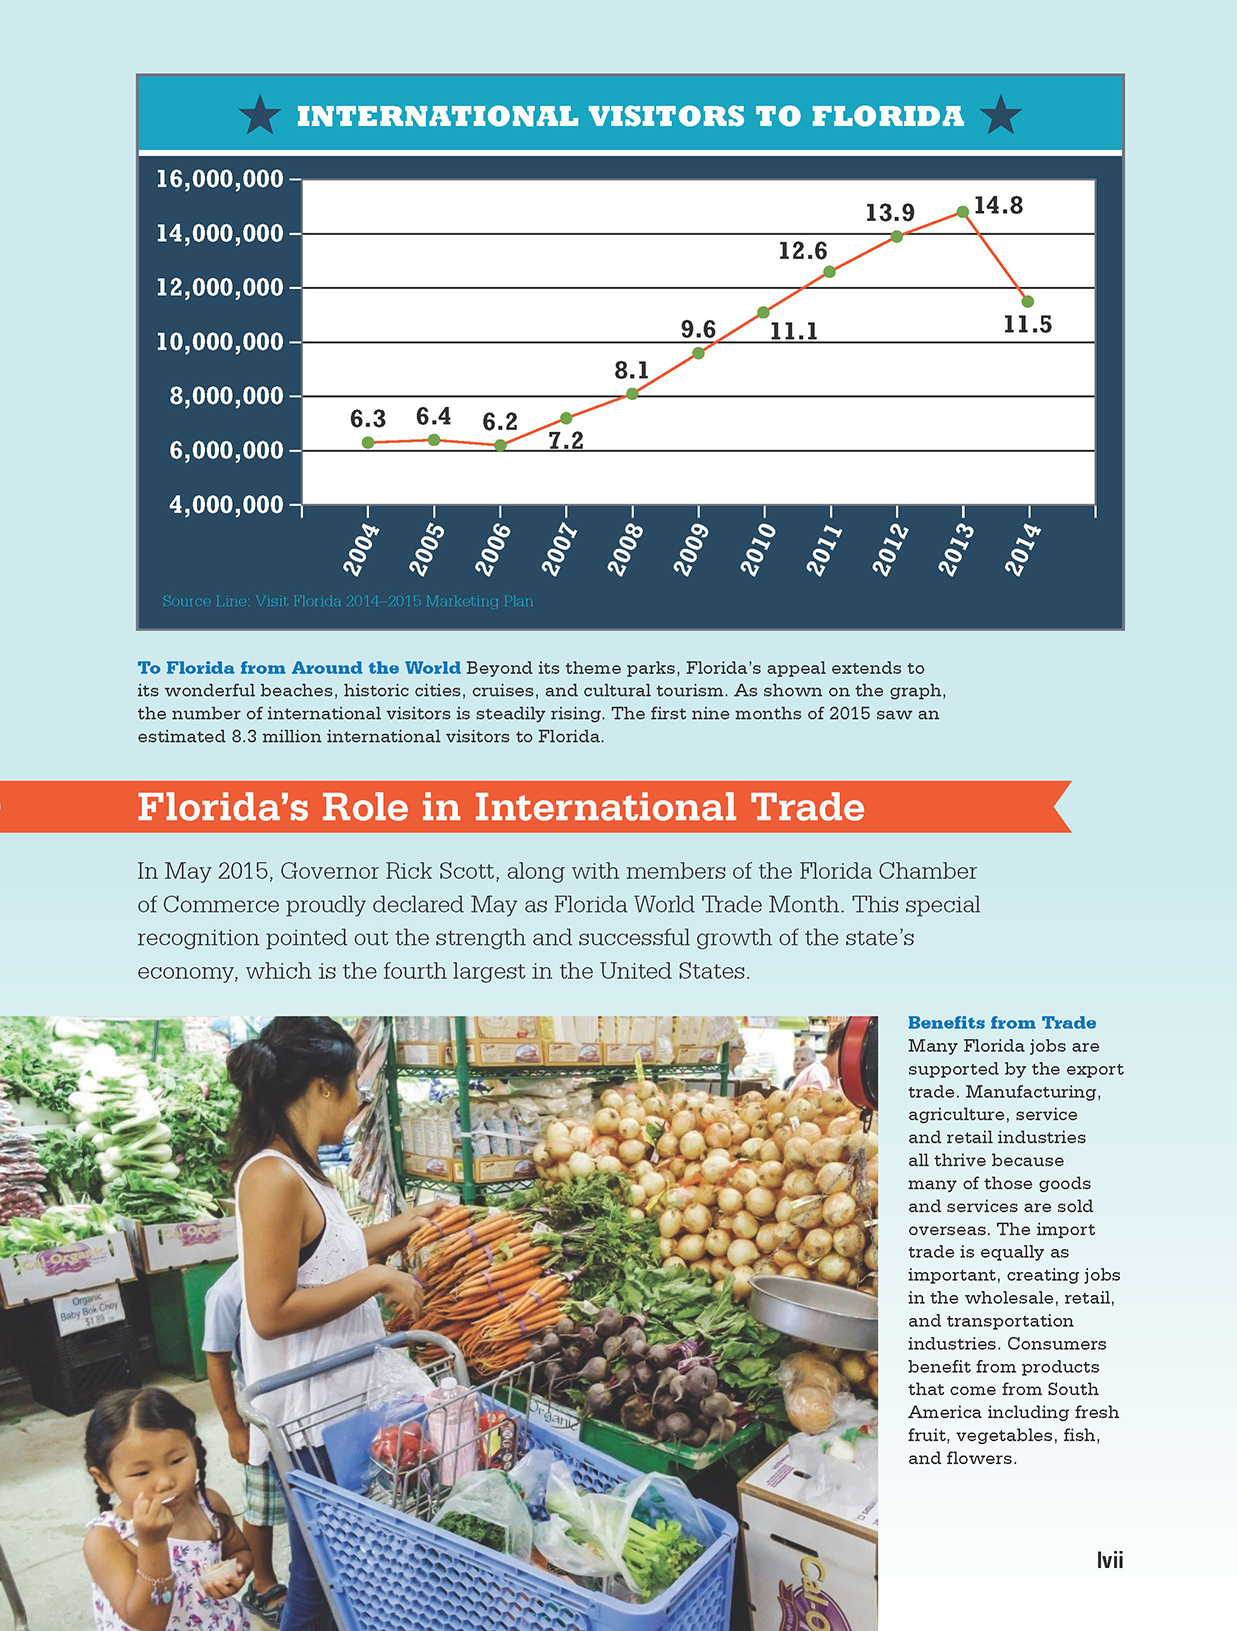 INTERNATIONAL VISITORS TO FLORIDA
16,000,000
14,000,000
12,000,000
10,000,000
8,000,000
6,000,000
4,000,000
6.3
6.4
6.2
7.2
8.1
9.6
11.1
12.6
13.9
14.8
11.5
2004
2005
2006
2007
2008
2009
2010
2011
2012
2013
2014
Source Line: Visit Florida 2014–2015 Marketing Plan
To Florida from Around the World Beyond its theme parks, Florida's appeal extends to
its wonderful beaches, historic cities, cruises, and cultural tourism. As shown on the graph,
the number of international visitors is steadily rising. The first nine months of 2015 saw an
estimated 8.3 million international visitors to Florida.
Florida's Role in International Trade
In May 2015, Governor Rick Scott, along with members of the Florida Chamber
of Commerce proudly declared May as Florida World Trade Month. This special
recognition pointed out the strength and successful growth of the state's
economy, which is the fourth largest in the United States.
Benefits from Trade
Many Florida jobs are
supported by the export
trade. Manufacturing,
agriculture, service
and retail industries
all thrive because
many of those goods
and services are sold
overseas. The import
trade is equally as
important, creating jobs
in the wholesale, retail,
and transportation
industries. Consumers
benefit from products
that come from South
America including fresh
fruit, vegetables, fish,
and flowers.
Organic
Baby Bok Choy
$1.89
Organic
lvii